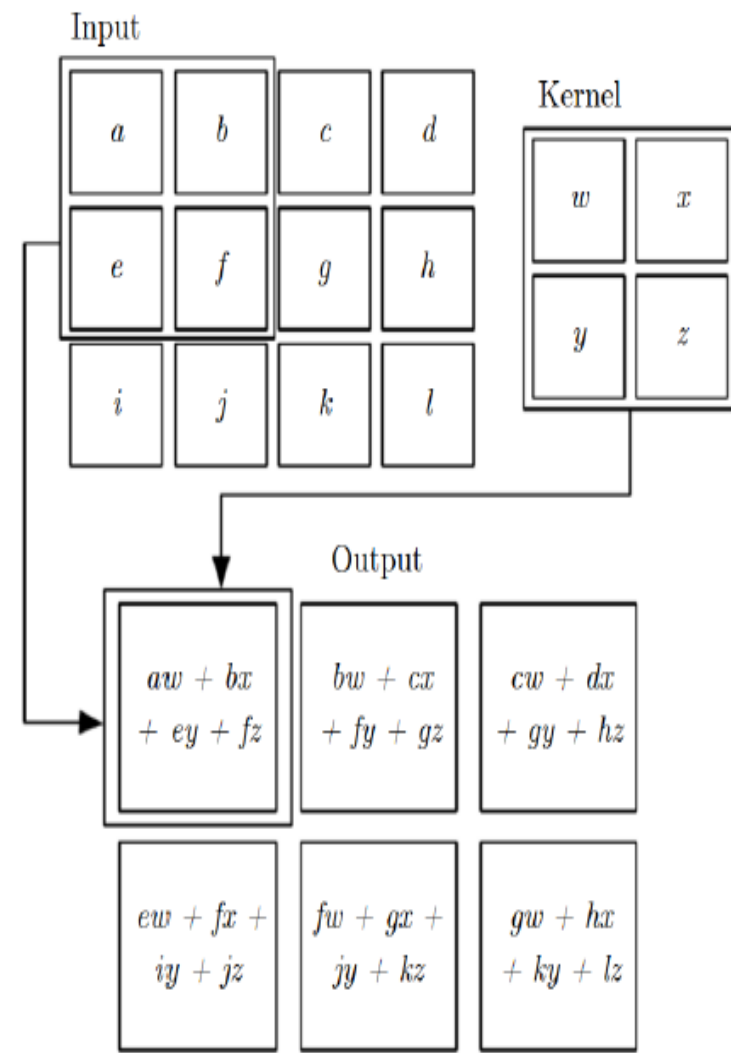 Input
a b c d
Kernel
w x
e f g h
y z
i j k l
Output
aw + bx
+ ey + fz
bw + cx
+ fy + gz
cw + dx
+ gy + hz
ew + fx +
iy + jz
fw + gx +
jy + kz
gw + hx
+ ky + lz